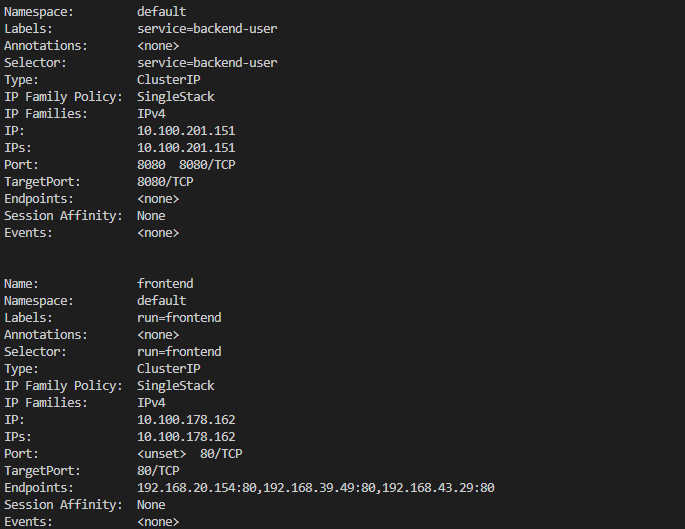 Namespace: default
Labels: service=backend-user
Annotations: <none>
Selector: service=backend-user
Type: ClusterIP
IP Family Policy: SingleStack
IP Families: IPv4
IP: 10.100.201.151
IPs: 10.100.201.151
Port: 8080 8080/TCP
TargetPort: 8080/TCP
Endpoints: <none>
Session Affinity: None
Events: <none>
Name: frontend
Namespace: default
Labels: run=frontend
Annotations: <none>
Selector: run=frontend
Type: ClusterIP
IP Family Policy: SingleStack
IP Families: IPv4
IP: 10.100.178.162
IPs: 10.100.178.162
Port: <unset> 80/TCP
TargetPort: 80/TCP
Endpoints: 192.168.20.154:80,192.168.39.49:80,192.168.43.29:80
Session Affinity: None
Events: <none>